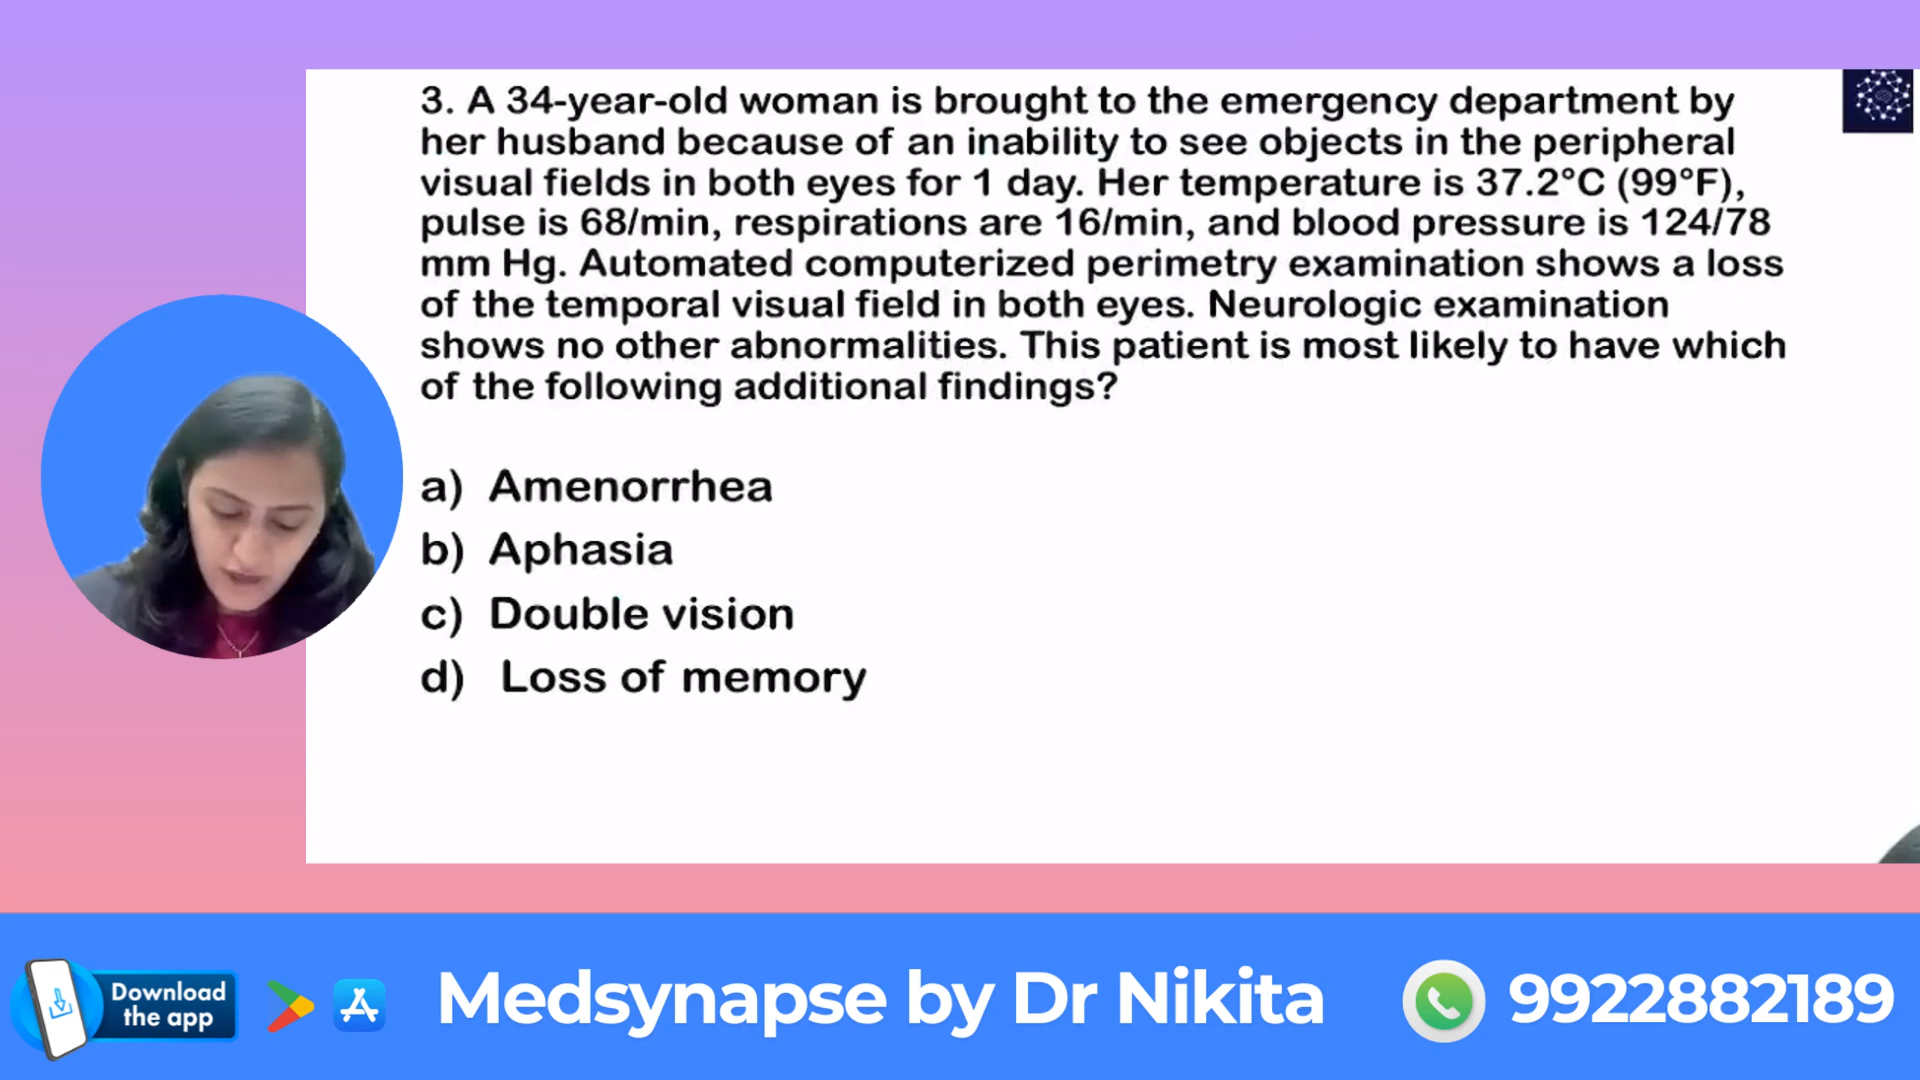 3. A 34-year-old woman is brought to the emergency department by
her husband because of an inability to see objects in the peripheral
visual fields in both eyes for 1 day. Her temperature is 37.2°C (99°F),
pulse is 68/min, respirations are 16/min, and blood pressure is 124/78
mm Hg. Automated computerized perimetry examination shows a loss
of the temporal visual field in both eyes. Neurologic examination
shows no other abnormalities. This patient is most likely to have which
of the following additional findings?
a) Amenorrhea
b) Aphasia
c) Double vision
d) Loss of memory
Download
the app
Medsynapse by Dr Nikita
9922882189